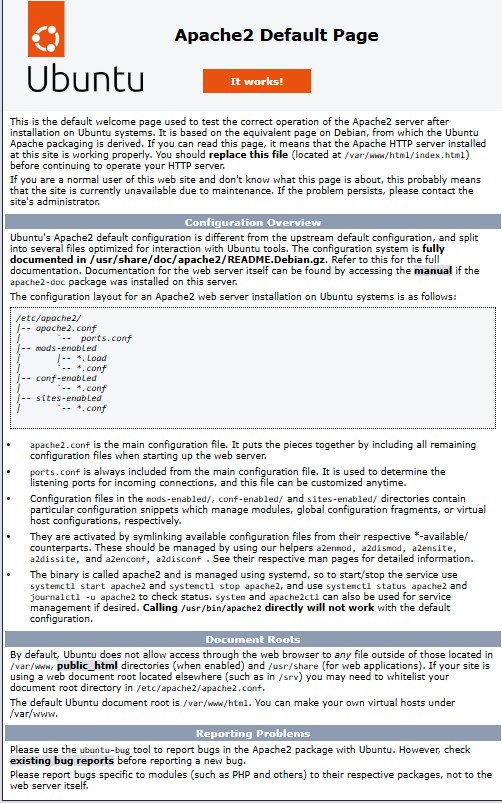 Apache2 Default Page
Ubuntu
It works!
This is the default welcome page used to test the correct operation of the Apache2 server after
installation on Ubuntu systems. It is based on the equivalent page on Debian, from which the Ubuntu
Apache packaging is derived. If you can read this page, it means that the Apache HTTP server installed
at this site is working properly. You should replace this file (located at /var/www/html/index.html)
before continuing to operate your HTTP server.
If you are a normal user of this web site and don't know what this page is about, this probably means
that the site is currently unavailable due to maintenance. If the problem persists, please contact the
site's administrator.
Configuration Overview
Ubuntu's Apache2 default configuration is different from the upstream default configuration, and split
into several files optimized for interaction with Ubuntu tools. The configuration system is fully
documented in /usr/share/doc/apache2/README.Debian.gz. Refer to this for the full
documentation. Documentation for the web server itself can be found by accessing the manual if the
apache2-doc package was installed on this server.
The configuration layout for an Apache2 web server installation on Ubuntu systems is as follows:
/etc/apache2/
|-- apache2.conf
|       `--  ports.conf
|-- mods-enabled
|       |-- *.load
|       `-- *.conf
|-- conf-enabled
|       `-- *.conf
|-- sites-enabled
|       `-- *.conf
• apache2.conf is the main configuration file. It puts the pieces together by including all remaining
configuration files when starting up the web server.
• ports.conf is always included from the main configuration file. It is used to determine the
listening ports for incoming connections, and this file can be customized anytime.
• Configuration files in the mods-enabled/, conf-enabled/ and sites-enabled/ directories contain
particular configuration snippets which manage modules, global configuration fragments, or virtual
host configurations, respectively.
• They are activated by symlinking available configuration files from their respective *-available/
counterparts. These should be managed by using our helpers a2enmod, a2dismod, a2ensite,
a2dissite, and a2enconf, a2disconf . See their respective man pages for detailed information.
• The binary is called apache2 and is managed using systemd, so to start/stop the service use
systemctl start apache2 and systemctl stop apache2, and use systemctl status apache2 and
journalctl -u apache2 to check status. system and apache2ctl can also be used for service
management if desired. Calling /usr/bin/apache2 directly will not work with the default
configuration.
Document Roots
By default, Ubuntu does not allow access through the web browser to any file outside of those located in
/var/www, public_html directories (when enabled) and /usr/share (for web applications). If your site is
using a web document root located elsewhere (such as in /srv) you may need to whitelist your
document root directory in /etc/apache2/apache2.conf.
The default Ubuntu document root is /var/www/html. You can make your own virtual hosts under
/var/www.
Reporting Problems
Please use the ubuntu-bug tool to report bugs in the Apache2 package with Ubuntu. However, check
existing bug reports before reporting a new bug.
Please report bugs specific to modules (such as PHP and others) to their respective packages, not to the
web server itself.